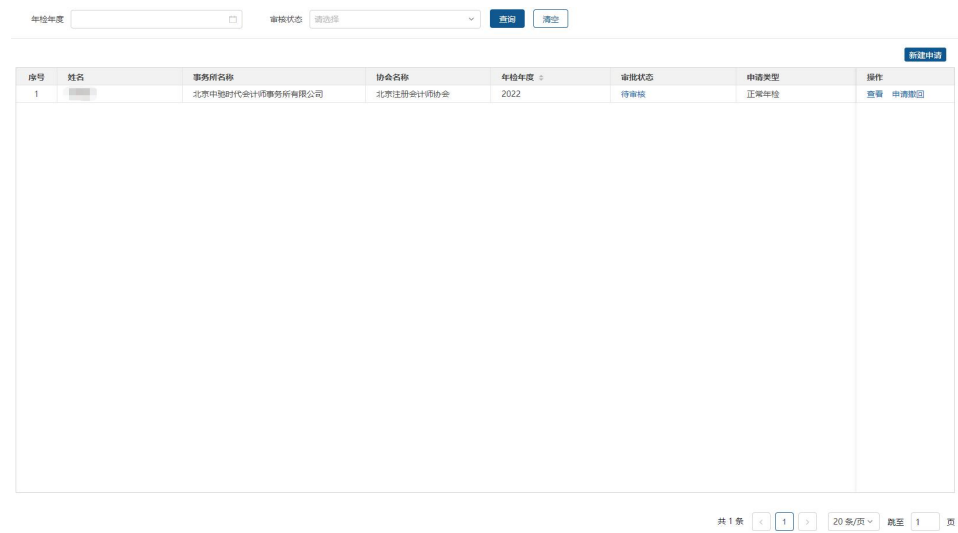 年检年度 审核状态 请选择 查询 清空
新建申请
序号 姓名 事务所名称 协会名称 年检年度 审批状态 申请类型 操作
1 北京中驰时代会计师事务所有限公司 北京注册会计师协会 2022 待审核 正常年检 查看 申请撤回
共 1 条 1 20 条/页 跳至 1 页